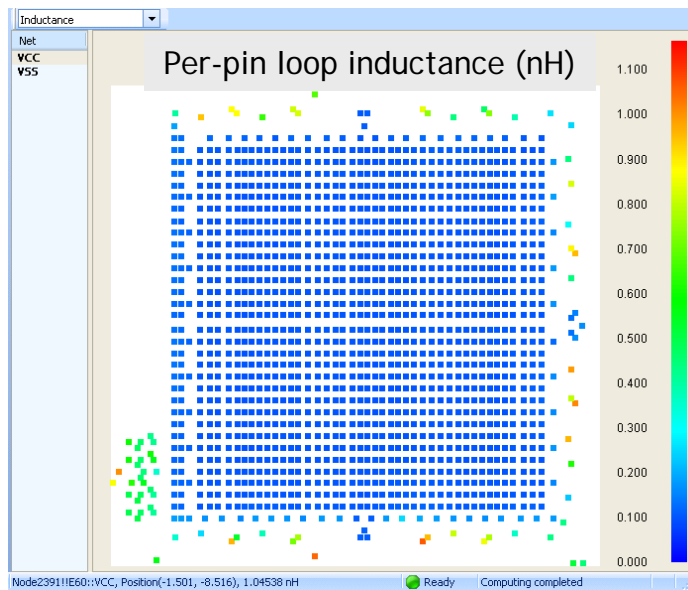 Inductance
Net
VCC
VSS
Per-pin loop inductance (nH)
1.100
1.000
0.900
0.800
0.700
0.600
0.500
0.400
0.300
0.200
0.100
0.000
Node2391!!E60::VCC, Position(-1.501, -8.516), 1.04538 nH
Ready
Computing completed